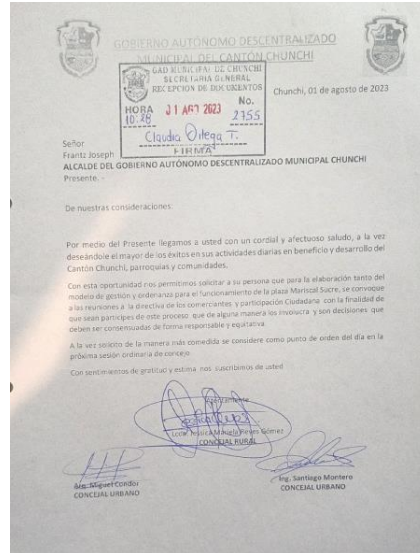 GOBIERNO AUTÓNOMO DESCENTRALIZADO
MUNICIPAL DEL CANTÓN CHUNCHI
GAD MUNICIPAL DE CHUNCHI
SECRETARIA GENERAL
RECEPCION DE DOCUMENTOS
Chunchi, 01 de agosto de 2023
HORA 01 AGO 2023 No.
10:28 2755
Claudia Ortega T.
FIRMA
Señor
Frantz Joseph
ALCALDE DEL GOBIERNO AUTÓNOMO DESCENTRALIZADO MUNICIPAL CHUNCHI
Presente. -
De nuestras consideraciones:
Por medio del Presente llegamos a usted con un cordial y afectuoso saludo, a la vez
deseándole el mayor de los éxitos en sus actividades diarias en beneficio y desarrollo del
Cantón Chunchi, parroquias y comunidades.
Con esta oportunidad nos permitimos solicitar a su persona que para la elaboración tanto del
modelo de gestión y ordenanza para el funcionamiento de la plaza Mariscal Sucre, se convoque
a las reuniones a la directiva de los comerciantes y participación Ciudadana con la finalidad de
que sean participes de este proceso que de alguna manera los involucra y son decisiones que
deben ser consensuadas de forma responsable y equitativa.
A la vez solicito de la manera más comedida se considere como punto de orden del día en la
próxima sesión ordinaria de concejo.
Con sentimientos de gratitud y estima nos suscribimos de usted
Atentamente
Manuela Reyes Gómez
CONCEJAL RURAL
Miguel Condor
CONCEJAL URBANO
Ing. Santiago Montero
CONCEJAL URBANO